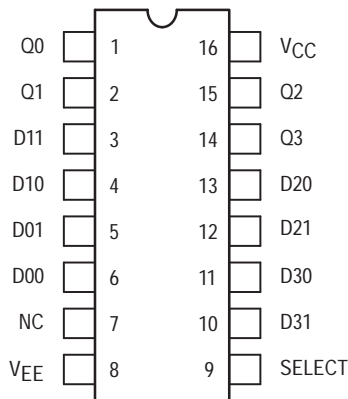 Q0 1 16 VCC
Q1 2 15 Q2
D11 3 14 Q3
D10 4 13 D20
D01 5 12 D21
D00 6 11 D30
NC 7 10 D31
VEE 8 9 SELECT